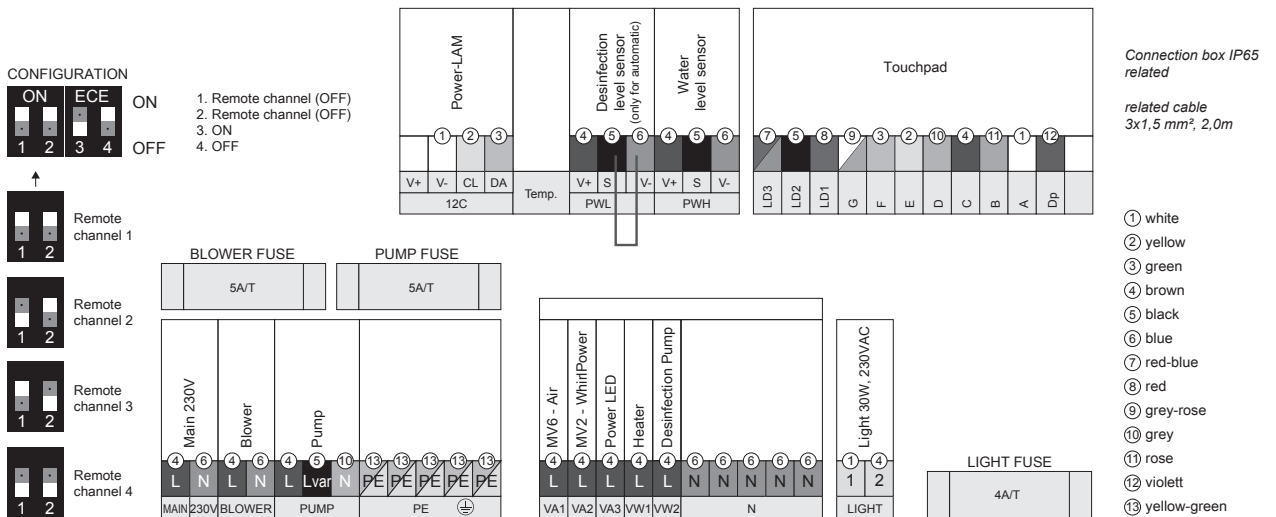 CONFIGURATION
ON ECE
1 2 3 4
ON
OFF
1. Remote channel (OFF)
2. Remote channel (OFF)
3. ON
4. OFF
Remote
channel 1
1 2
Remote
channel 2
1 2
Remote
channel 3
1 2
Remote
channel 4
1 2
Power-LAM
Desinfection
level sensor
(only for automatic)
Water
level sensor
1 2 3 4 5 6 4 5 6
V+ V- CL DA Temp. V+ S V- V+ S V-
12C PWL PWH
Touchpad
7 5 8 9 3 2 10 4 11 1 12
LD3 LD2 LD1 G F E D C B A Dp
Connection box IP65
related
related cable
3x1,5 mm², 2,0m
1 white
2 yellow
3 green
4 brown
5 black
6 blue
7 red-blue
8 red
9 grey-rose
10 grey
11 rose
12 violett
13 yellow-green
BLOWER FUSE
5A/T
PUMP FUSE
5A/T
Main 230V
Blower
Pump
4 6 4 6 4 5 10 13 13 13 13 13
L N L N L Lvar N PE PE PE PE PE
MAIN 230V BLOWER PUMP PE
MV6 - Air
MV2 - WhirlPower
Power LED
Heater
Desinfection Pump
4 4 4 4 4 6 6 6 6 6
L L L L L N N N N N
VA1 VA2 VA3 VW1 VW2 N
Light 30W, 230VAC
1 4
1 2
LIGHT
LIGHT FUSE
4A/T